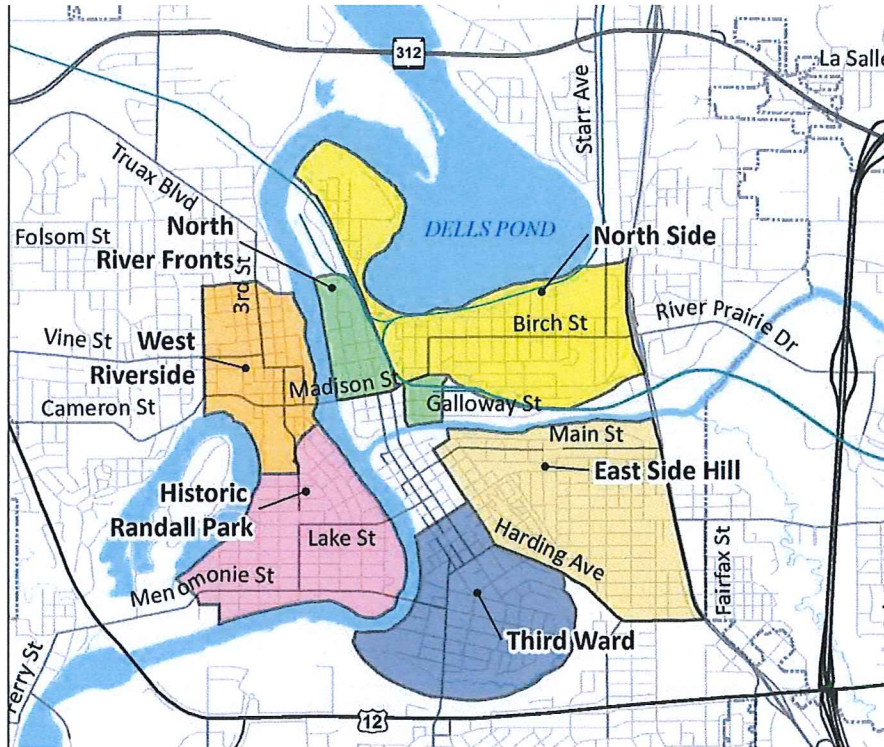 312
La Salle
Starr Ave
Truax Blvd
North
River Fronts
DELLS POND
North Side
Folsom St
3rd St
Birch St
River Prairie Dr
Vine St
West
Riverside
Madison St
Cameron St
Galloway St
Main St
East Side Hill
Historic
Randall Park
Lake St
Harding Ave
Menomonie St
Fairfax St
Third Ward
Ferry St
12